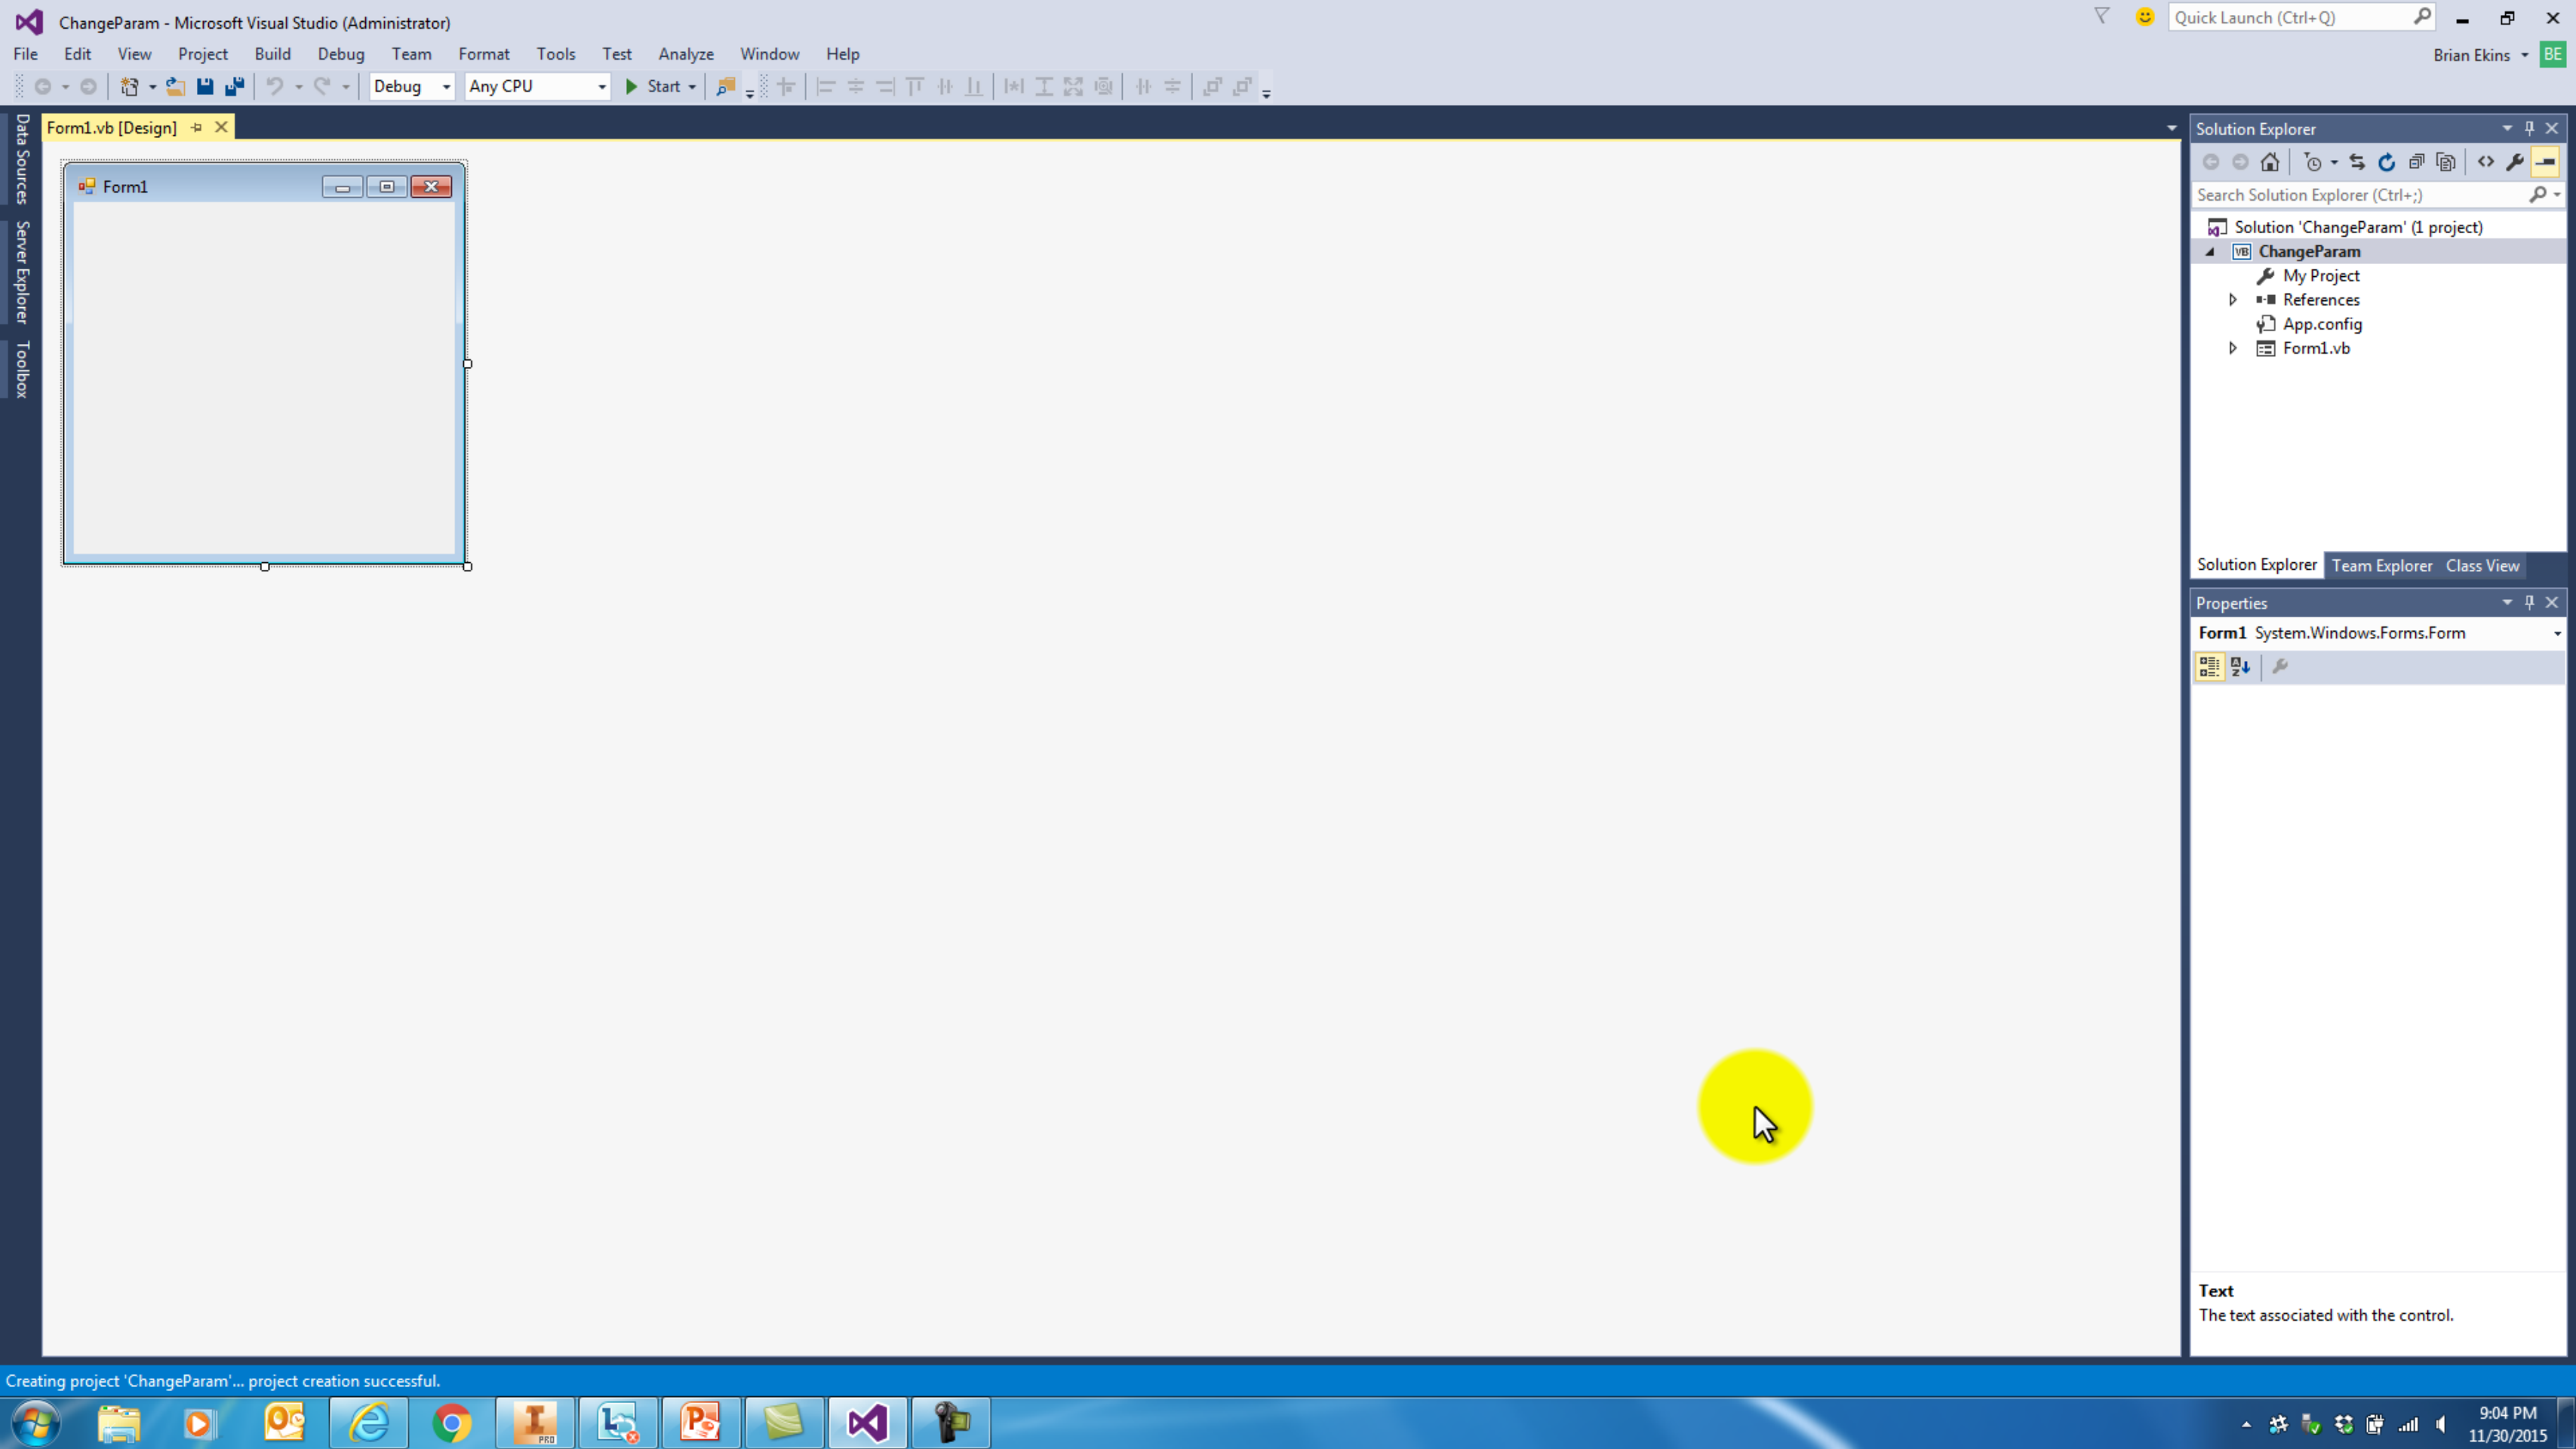 ChangeParam - Microsoft Visual Studio (Administrator)
Quick Launch (Ctrl+Q)
File Edit View Project Build Debug Team Format Tools Test Analyze Window Help
Brian Ekins BE
Debug Any CPU Start
Data Sources
Server Explorer
Toolbox
Form1.vb [Design]
Form1
Solution Explorer
Search Solution Explorer (Ctrl+;)
Solution 'ChangeParam' (1 project)
VB ChangeParam
My Project
References
App.config
Form1.vb
Solution Explorer Team Explorer Class View
Properties
Form1 System.Windows.Forms.Form
Text
The text associated with the control.
Creating project 'ChangeParam'... project creation successful.
PRO
9:04 PM
11/30/2015